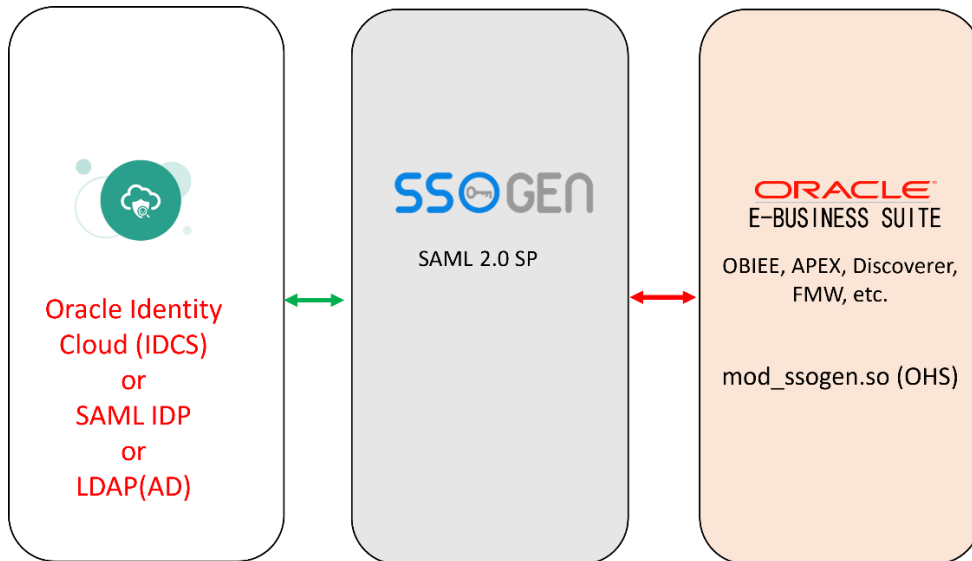 Oracle Identity
Cloud (IDCS)
or
SAML IDP
or
LDAP(AD)
SSOGEN
SAML 2.0 SP
ORACLE
E-BUSINESS SUITE
OBIEE, APEX, Discoverer,
FMW, etc.
mod_ssogen.so (OHS)